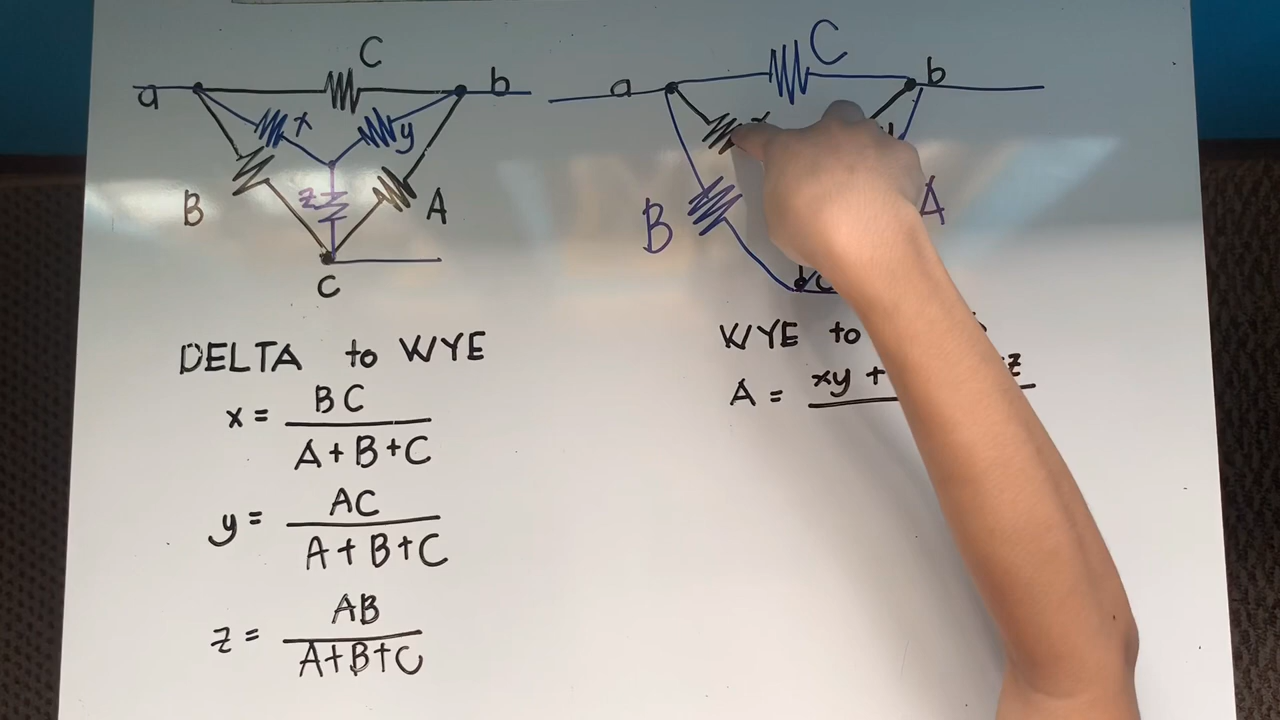 C
a b
x y
B z A
c
DELTA to WYE
x = BC
A+B+C
y = AC
A+B+C
z = AB
A+B+C
C
a b
B A
c
WYE to
A = xy + z